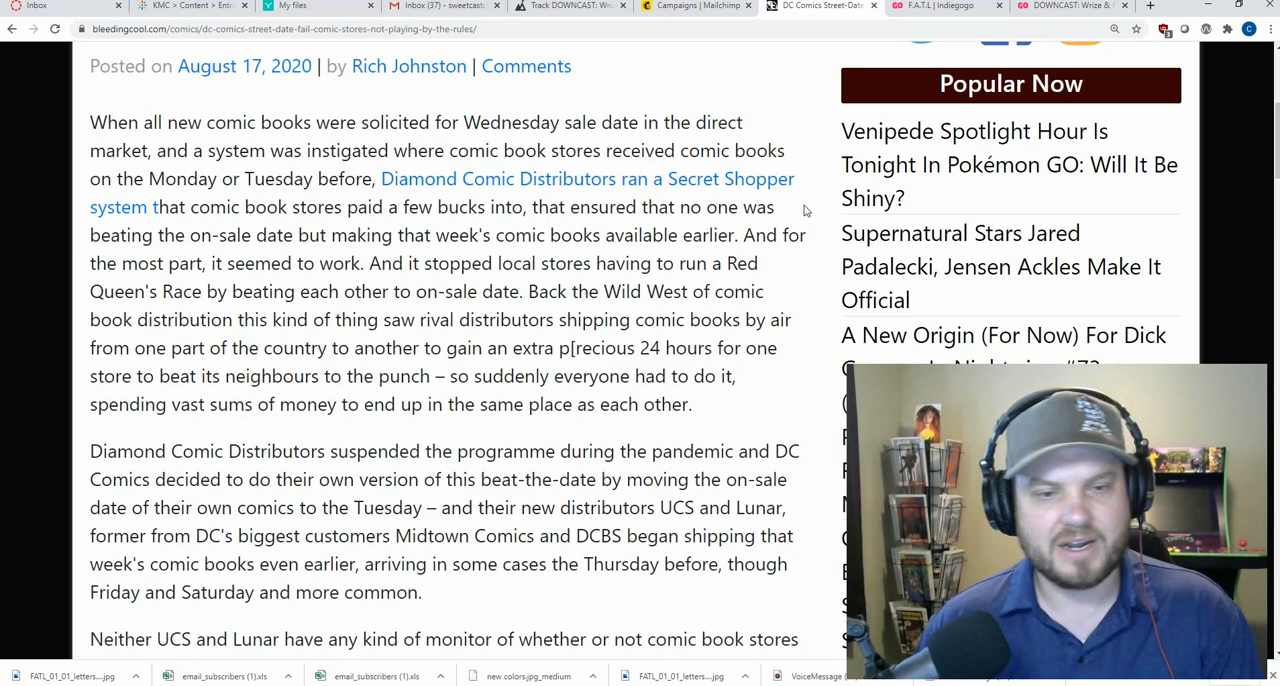 Inbox
KMC > Content > Entri
My files
Inbox (37) - sweetcast
Track DOWNCAST: Wriz
Campaigns | Mailchimp
DC Comics Street-Date
F.A.T.L | Indiegogo
DOWNCAST: Wrize &
bleedingcool.com/comics/dc-comics-street-date-fail-comic-stores-not-playing-by-the-rules/
Posted on August 17, 2020 | by Rich Johnston | Comments
When all new comic books were solicited for Wednesday sale date in the direct
market, and a system was instigated where comic book stores received comic books
on the Monday or Tuesday before, Diamond Comic Distributors ran a Secret Shopper
system that comic book stores paid a few bucks into, that ensured that no one was
beating the on-sale date but making that week's comic books available earlier. And for
the most part, it seemed to work. And it stopped local stores having to run a Red
Queen's Race by beating each other to on-sale date. Back the Wild West of comic
book distribution this kind of thing saw rival distributors shipping comic books by air
from one part of the country to another to gain an extra p[recious 24 hours for one
store to beat its neighbours to the punch – so suddenly everyone had to do it,
spending vast sums of money to end up in the same place as each other.
Diamond Comic Distributors suspended the programme during the pandemic and DC
Comics decided to do their own version of this beat-the-date by moving the on-sale
date of their own comics to the Tuesday – and their new distributors UCS and Lunar,
former from DC's biggest customers Midtown Comics and DCBS began shipping that
week's comic books even earlier, arriving in some cases the Thursday before, though
Friday and Saturday and more common.
Neither UCS and Lunar have any kind of monitor of whether or not comic book stores
Popular Now
Venipede Spotlight Hour Is
Tonight In Pokémon GO: Will It Be
Shiny?
Supernatural Stars Jared
Padalecki, Jensen Ackles Make It
Official
A New Origin (For Now) For Dick
FATL_01_01_letters....jpg
email_subscribers (1).xls
email_subscribers (1).xls
new colors.jpg_medium
FATL_01_01_letters....jpg
VoiceMessage